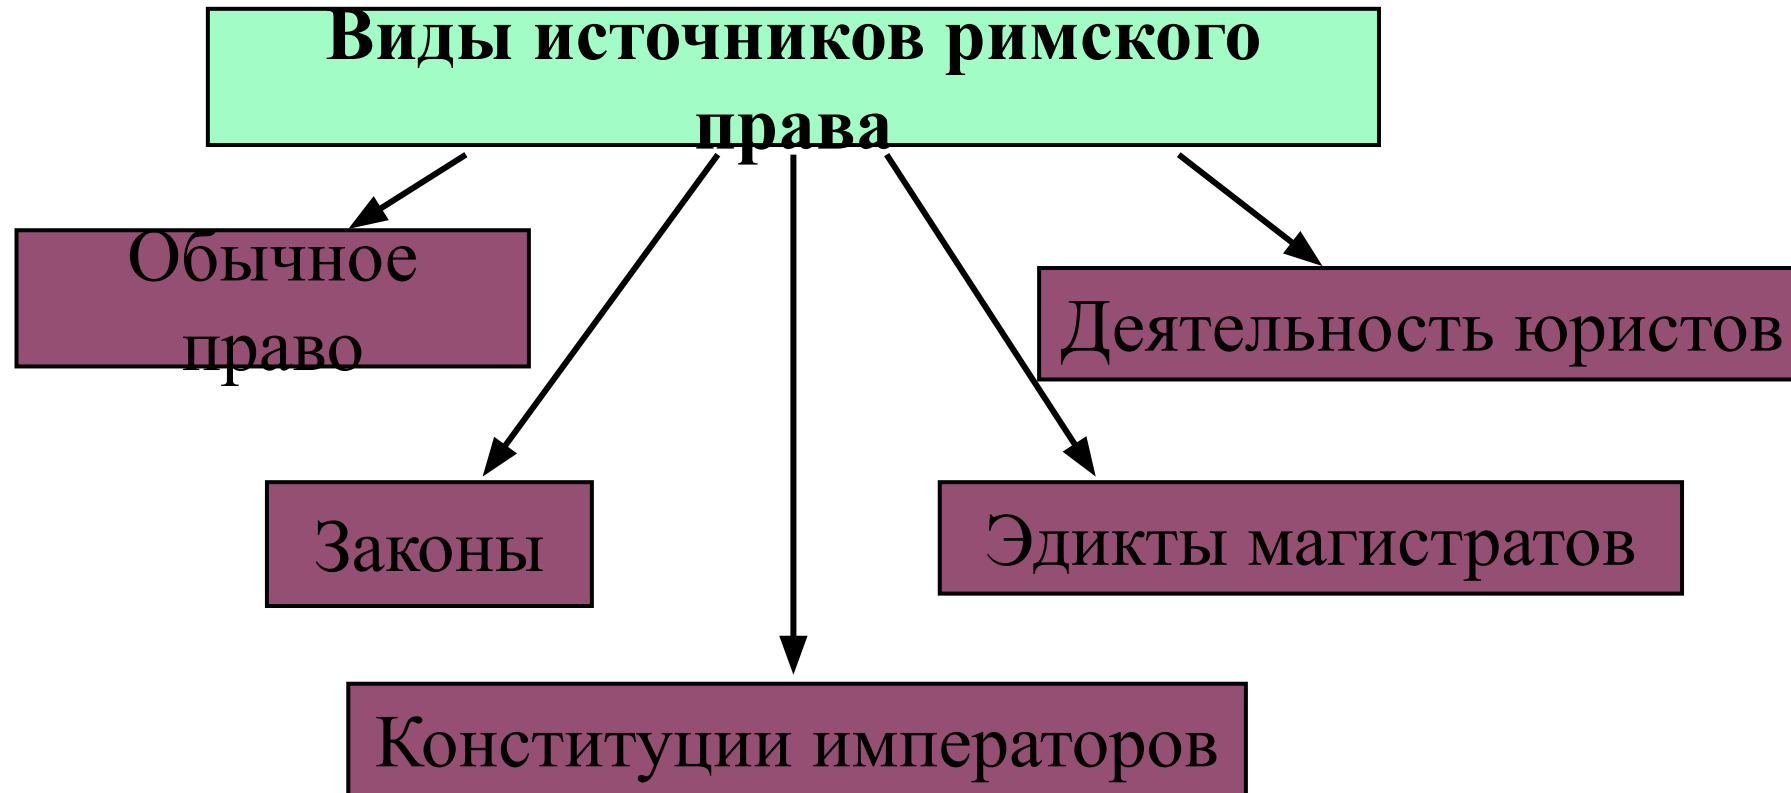 Виды источников римского
права
Обычное
право
Деятельность юристов
Законы
Эдикты магистратов
Конституции императоров